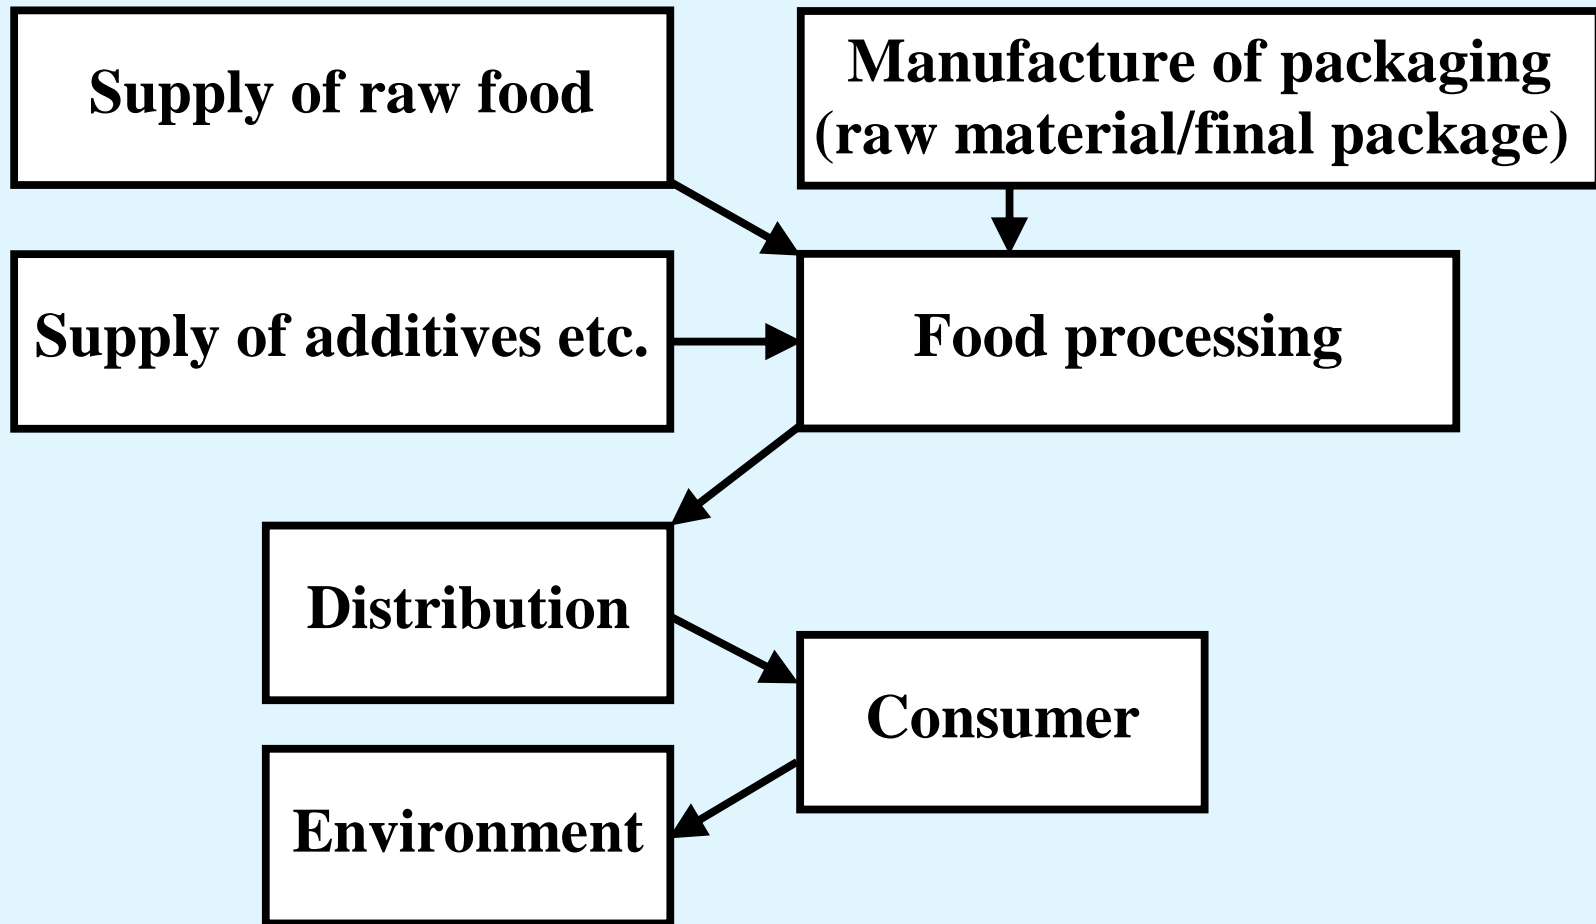 Supply of raw food
Manufacture of packaging
(raw material/final package)
Supply of additives etc.
Food processing
Distribution
Consumer
Environment